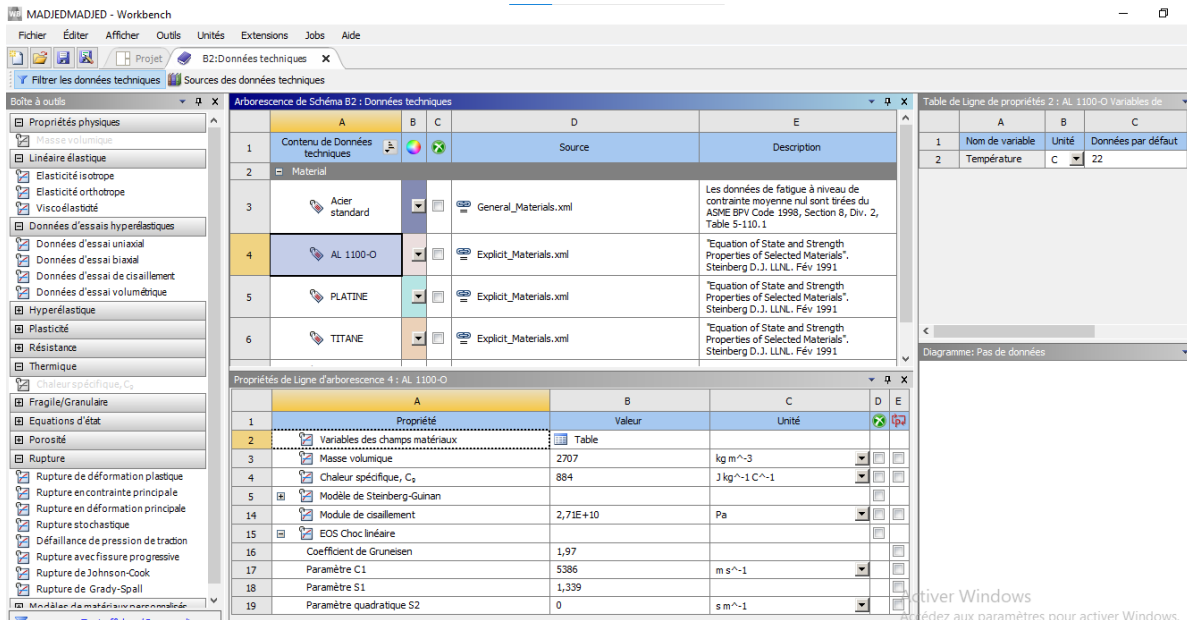 MADJEDMADJED - Workbench
Fichier Éditer Afficher Outils Unités Extensions Jobs Aide
Projet B2:Données techniques
Filtrer les données techniques Sources des données techniques
Boîte à outils
Propriétés physiques
Masse volumique
Linéaire élastique
Elasticité isotrope
Elasticité orthotrope
Viscoélasticité
Données d'essais hyperélastiques
Données d'essai uniaxial
Données d'essai biaxial
Données d'essai de cisaillement
Données d'essai volumétrique
Hyperélastique
Plasticité
Résistance
Thermique
Chaleur spécifique, Cₚ
Fragile/Granulaire
Equations d'état
Porosité
Rupture
Rupture de déformation plastique
Rupture en contrainte principale
Rupture en déformation principale
Rupture stochastique
Défaillance de pression de traction
Rupture avec fissure progressive
Rupture de Johnson-Cook
Rupture de Grady-Spall
Modèles de matériaux personnalisés
Arborescence de Schéma B2 : Données techniques
A B C D E
1 Contenu de Données techniques Source Description
2 Material
3 Acier standard General_Materials.xml Les données de fatigue à niveau de
contrainte moyenne nul sont tirées du
ASME BPV Code 1998, Section 8, Div. 2,
Table 5-110.1
4 AL 1100-O Explicit_Materials.xml "Equation of State and Strength
Properties of Selected Materials".
Steinberg D.J. LLNL. Fév 1991
5 PLATINE Explicit_Materials.xml "Equation of State and Strength
Properties of Selected Materials".
Steinberg D.J. LLNL. Fév 1991
6 TITANE Explicit_Materials.xml "Equation of State and Strength
Properties of Selected Materials".
Steinberg D.J. LLNL. Fév 1991
Propriétés de Ligne d'arborescence 4 : AL 1100-O
A B C D E
1 Propriété Valeur Unité
2 Variables des champs matériaux Table
3 Masse volumique 2707 kg m^-3
4 Chaleur spécifique, Cₚ 884 J kg^-1 C^-1
5 Modèle de Steinberg-Guinan
14 Module de cisaillement 2,71E+10 Pa
15 EOS Choc linéaire
16 Coefficient de Gruneisen 1,97
17 Paramètre C1 5386 m s^-1
18 Paramètre S1 1,339
19 Paramètre quadratique S2 0 s m^-1
Table de Ligne de propriétés 2 : AL 1100-O Variables de
A B C
1 Nom de variable Unité Données par défaut
2 Température C 22
Diagramme: Pas de données
Activer Windows
Accédez aux paramètres pour activer Windows.